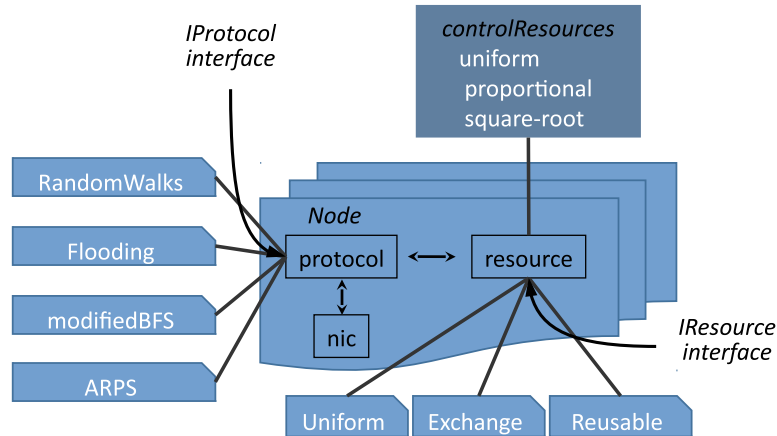 IProtocol
interface
controlResources
uniform
proportional
square-root
RandomWalks
Flooding
modifiedBFS
ARPS
Node
protocol
resource
nic
IResource
interface
Uniform
Exchange
Reusable